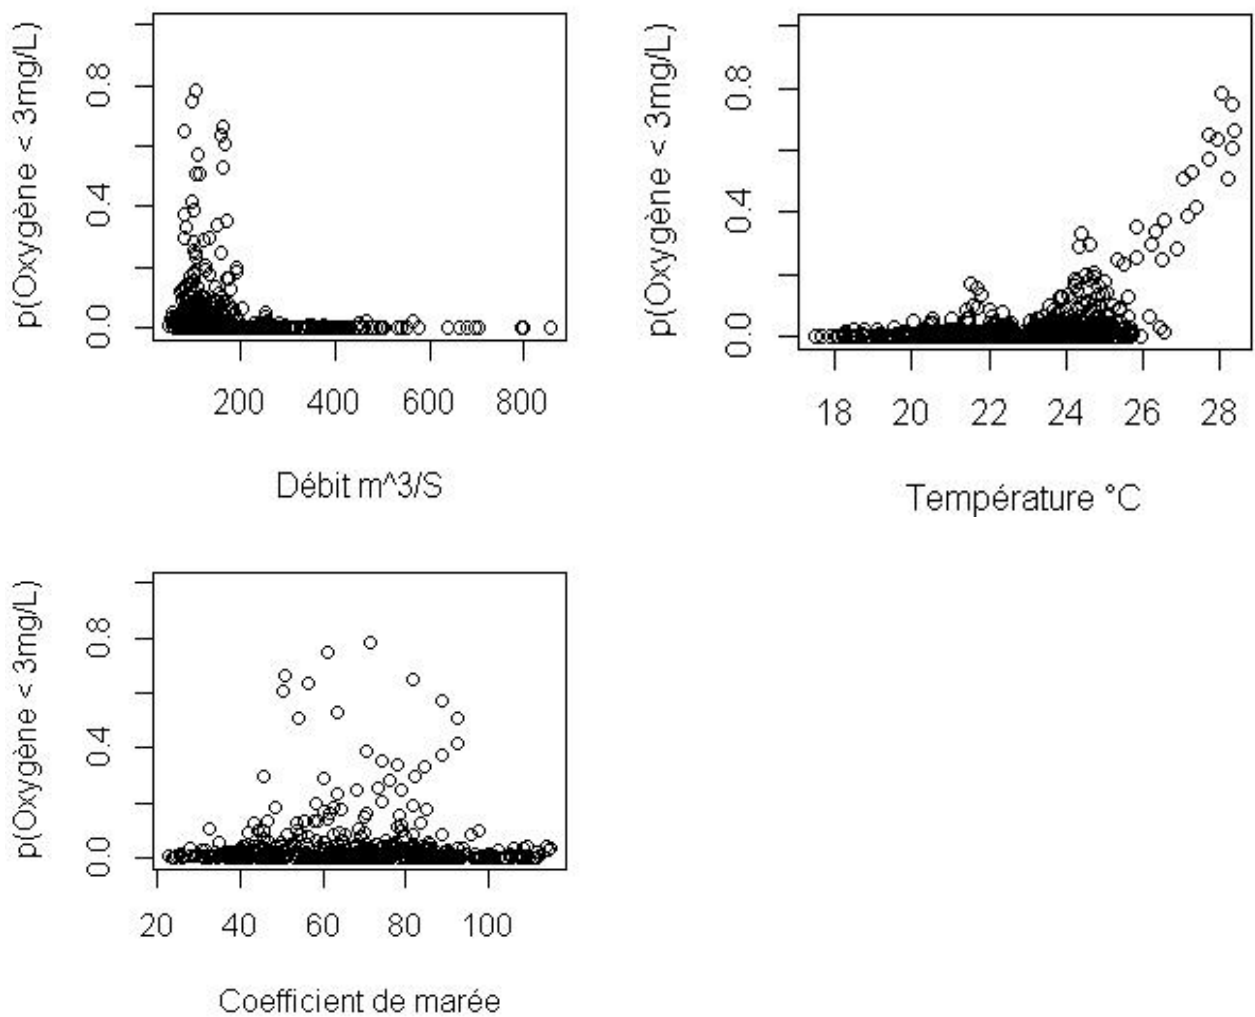 p(Oxygène < 3mg/L)
0.8
0.4
0.0
200 400 600 800
Débit m^3/S
p(Oxygène < 3mg/L)
0.8
0.4
0.0
18 20 22 24 26 28
Température °C
p(Oxygène < 3mg/L)
0.8
0.4
0.0
20 40 60 80 100
Coefficient de marée